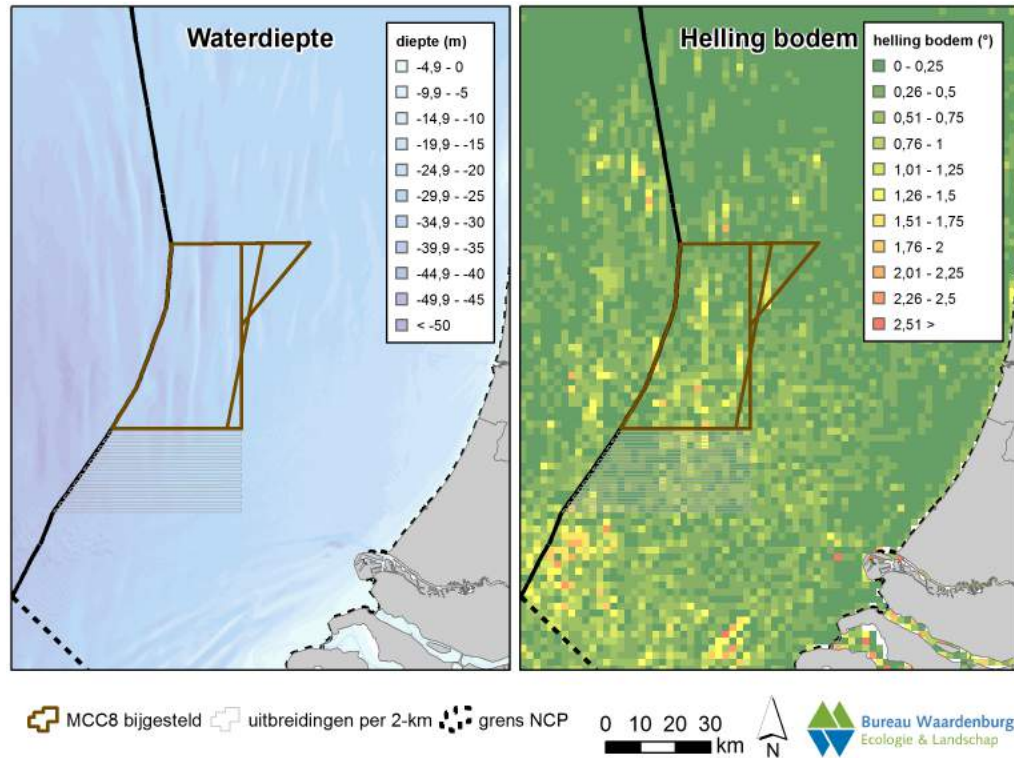 Waterdiepte
diepte (m)
-4,9 - 0
-9,9 - -5
-14,9 - -10
-19,9 - -15
-24,9 - -20
-29,9 - -25
-34,9 - -30
-39,9 - -35
-44,9 - -40
-49,9 - -45
< -50
Helling bodem
helling bodem (°)
0 - 0,25
0,26 - 0,5
0,51 - 0,75
0,76 - 1
1,01 - 1,25
1,26 - 1,5
1,51 - 1,75
1,76 - 2
2,01 - 2,25
2,26 - 2,5
2,51 >
MCC8 bijgesteld
uitbreidingen per 2-km
grens NCP
0 10 20 30
km
N
Bureau Waardenburg
Ecologie & Landschap